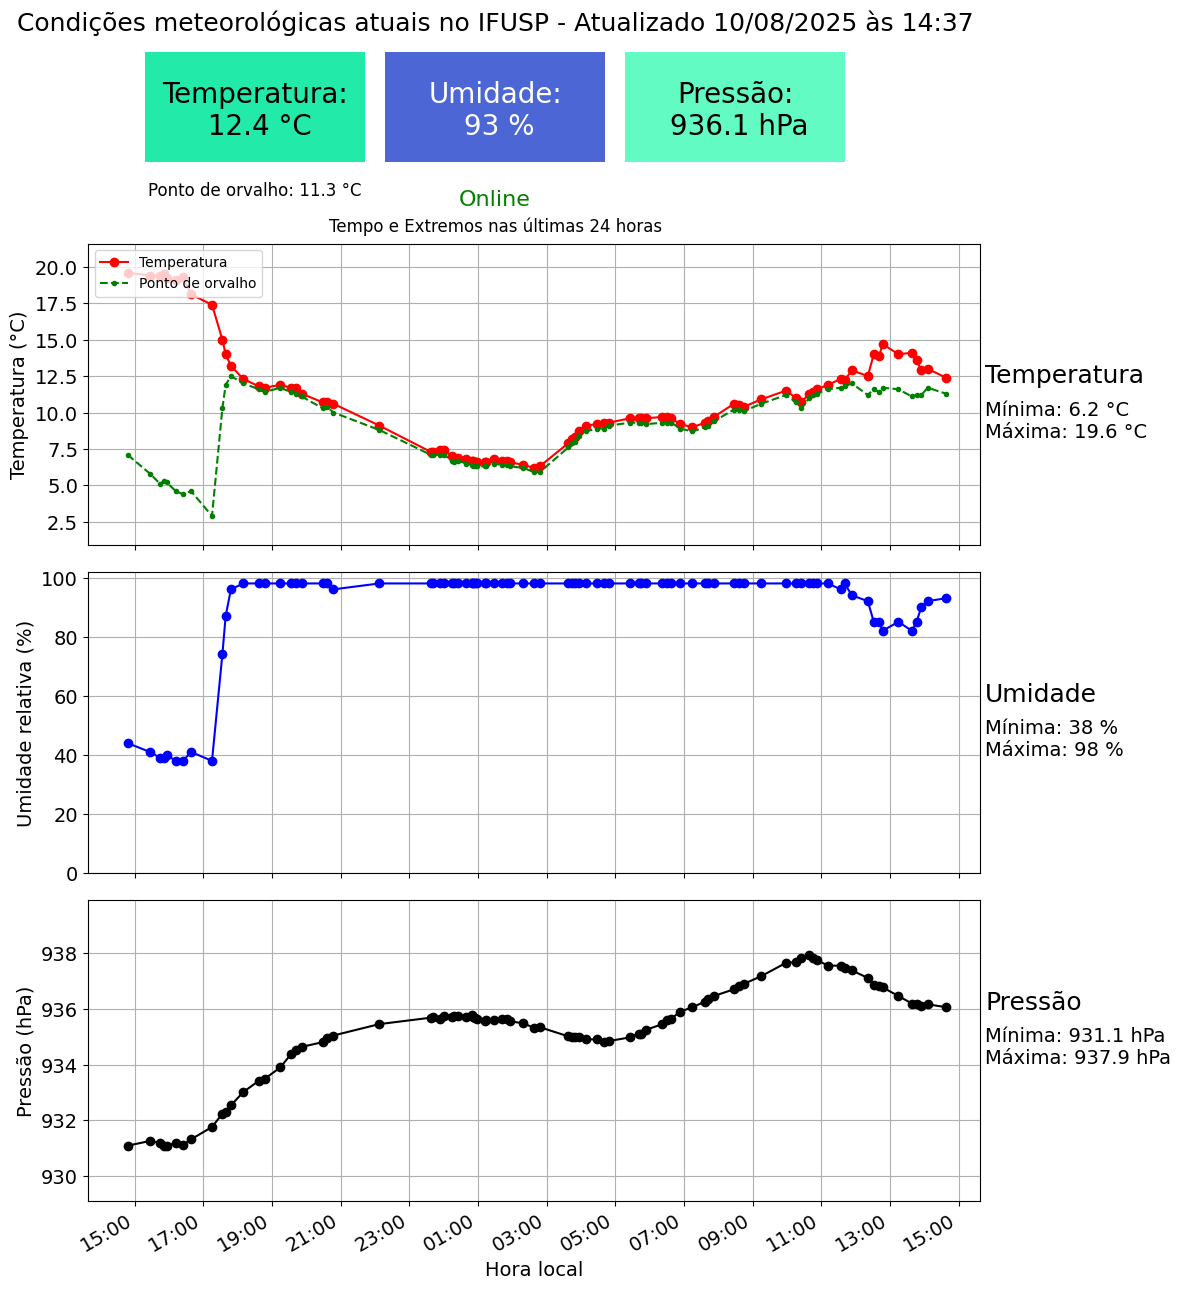 Condições meteorológicas atuais no IFUSP - Atualizado 10/08/2025 às 14:37
Temperatura:
12.4 °C
Umidade:
93 %
Pressão:
936.1 hPa
Ponto de orvalho: 11.3 °C
Online
Tempo e Extremos nas últimas 24 horas
Temperatura (°C)
20.0
17.5
15.0
12.5
10.0
7.5
5.0
2.5
Temperatura
Ponto de orvalho
Temperatura
Mínima: 6.2 °C
Máxima: 19.6 °C
Umidade relativa (%)
100
80
60
40
20
0
Umidade
Mínima: 38 %
Máxima: 98 %
Pressão (hPa)
938
936
934
932
930
Pressão
Mínima: 931.1 hPa
Máxima: 937.9 hPa
15:00 17:00 19:00 21:00 23:00 01:00 03:00 05:00 07:00 09:00 11:00 13:00 15:00
Hora local